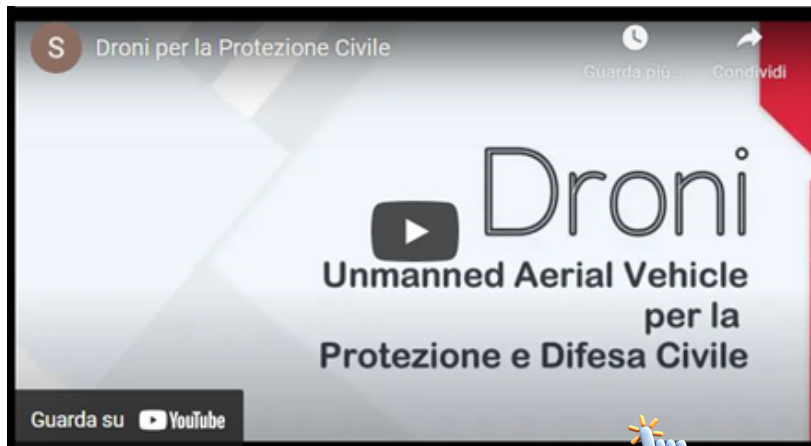 S Droni per la Protezione Civile
Guarda più... Condividi
Droni
Unmanned Aerial Vehicle
per la
Protezione e Difesa Civile
Guarda su YouTube